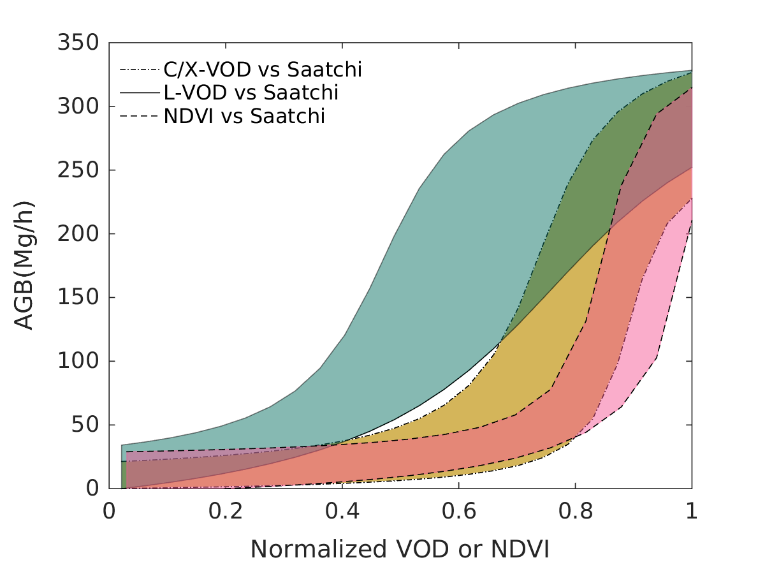 350
300
250
200
150
100
50
0
AGB(Mg/h)
C/X-VOD vs Saatchi
L-VOD vs Saatchi
NDVI vs Saatchi
0 0.2 0.4 0.6 0.8 1
Normalized VOD or NDVI